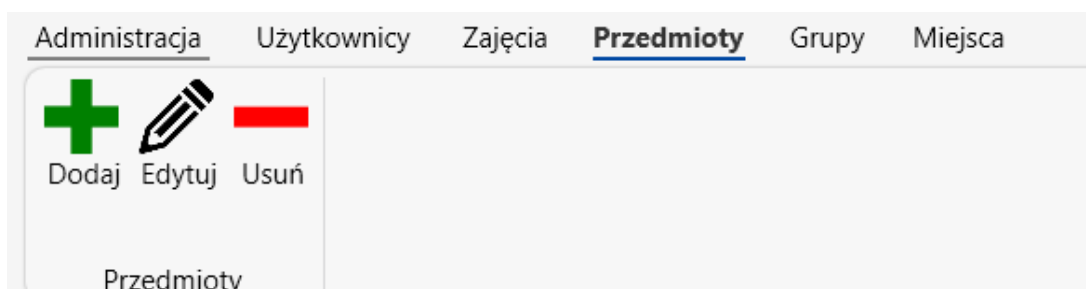 Administracja Użytkownicy Zajęcia Przedmioty Grupy Miejsca
Dodaj Edytuj Usuń
Przedmioty